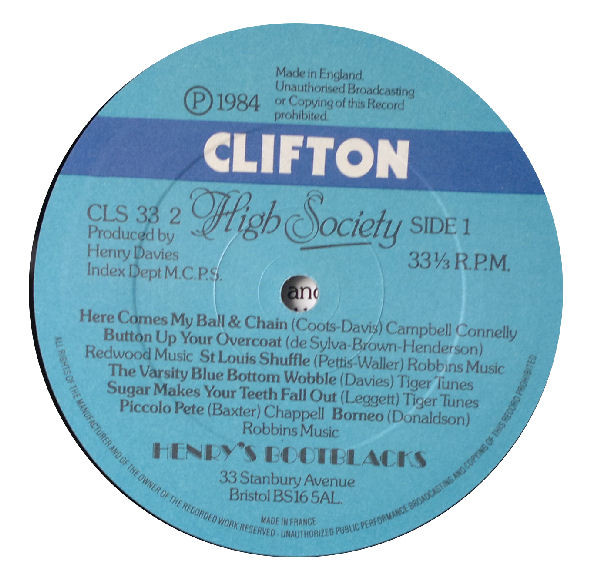 Made in England.
Unauthorised Broadcasting
or Copying of this Record
prohibited.
Ⓟ 1984
CLIFTON
CLS 33 2
High Society
SIDE 1
Produced by
Henry Davies
Index Dept M.C.P.S.
33⅓ R.P.M.
and
Here Comes My Ball & Chain (Coots-Davis) Campbell Connelly
Button Up Your Overcoat (de Sylva-Brown-Henderson)
Redwood Music St Louis Shuffle (Pettis-Waller) Robbins Music
The Varsity Blue Bottom Wobble (Davies) Tiger Tunes
Sugar Makes Your Teeth Fall Out (Leggett) Tiger Tunes
Piccolo Pete (Baxter) Chappell Borneo (Donaldson)
Robbins Music
HENRY'S BOOTBLACKS
33 Stanbury Avenue
Bristol BS16 5AL.
MADE IN FRANCE
ALL RIGHTS OF THE MANUFACTURER AND OF THE OWNER OF THE RECORDED WORK RESERVED - UNAUTHORIZED PUBLIC PERFORMANCE BROADCASTING AND COPYING OF THIS RECORD PROHIBITED